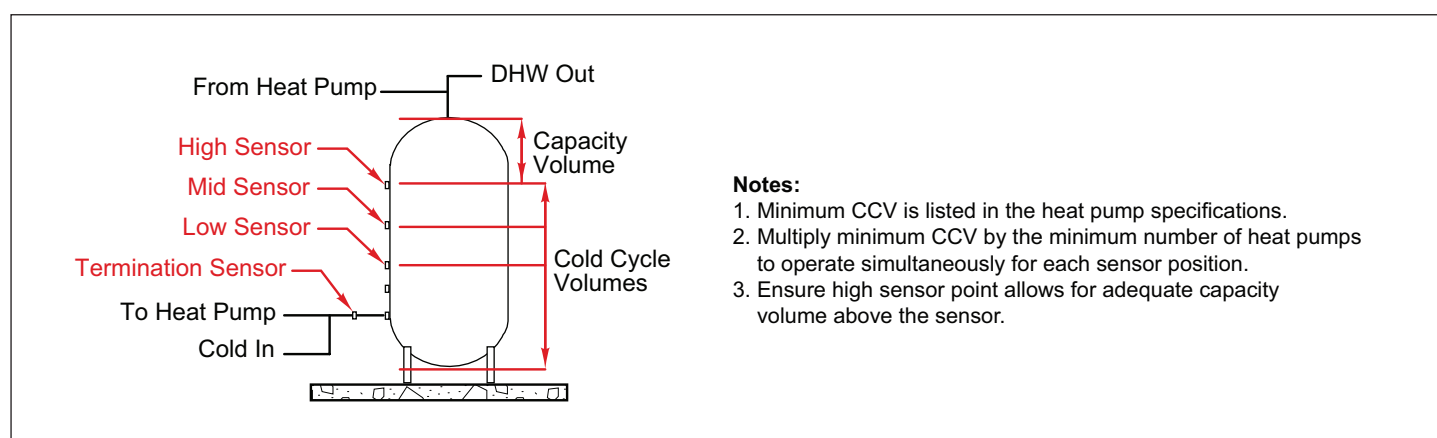 DHW Out
From Heat Pump
High Sensor
Capacity
Volume
Mid Sensor
Low Sensor
Termination Sensor
Cold Cycle
Volumes
To Heat Pump
Cold In
Notes:
1. Minimum CCV is listed in the heat pump specifications.
2. Multiply minimum CCV by the minimum number of heat pumps
to operate simultaneously for each sensor position.
3. Ensure high sensor point allows for adequate capacity
volume above the sensor.